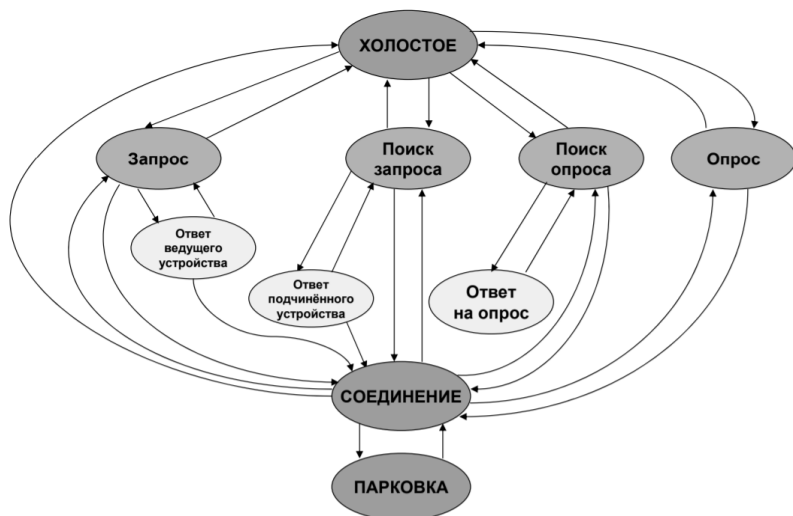 ХОЛОСТОЕ
Запрос
Поиск
запроса
Поиск
опроса
Опрос
Ответ
ведущего
устройства
Ответ
подчинённого
устройства
Ответ
на опрос
СОЕДИНЕНИЕ
ПАРКОВКА